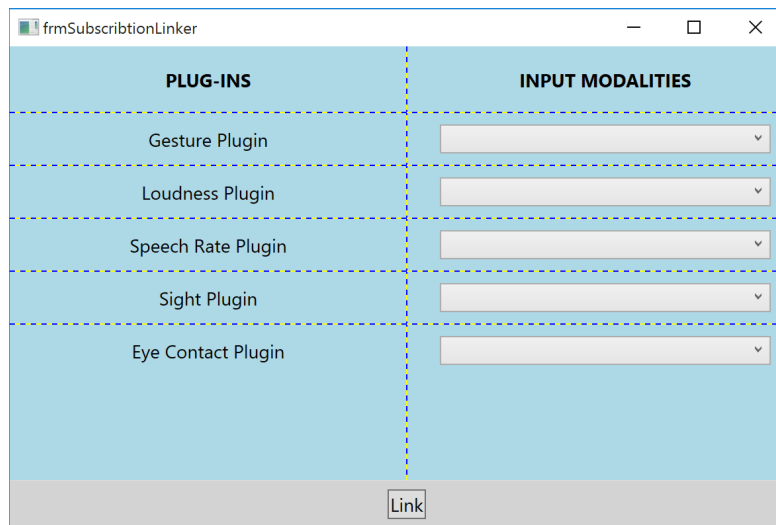 frmSubscribtionLinker
PLUG-INS INPUT MODALITIES
Gesture Plugin
Loudness Plugin
Speech Rate Plugin
Sight Plugin
Eye Contact Plugin
Link